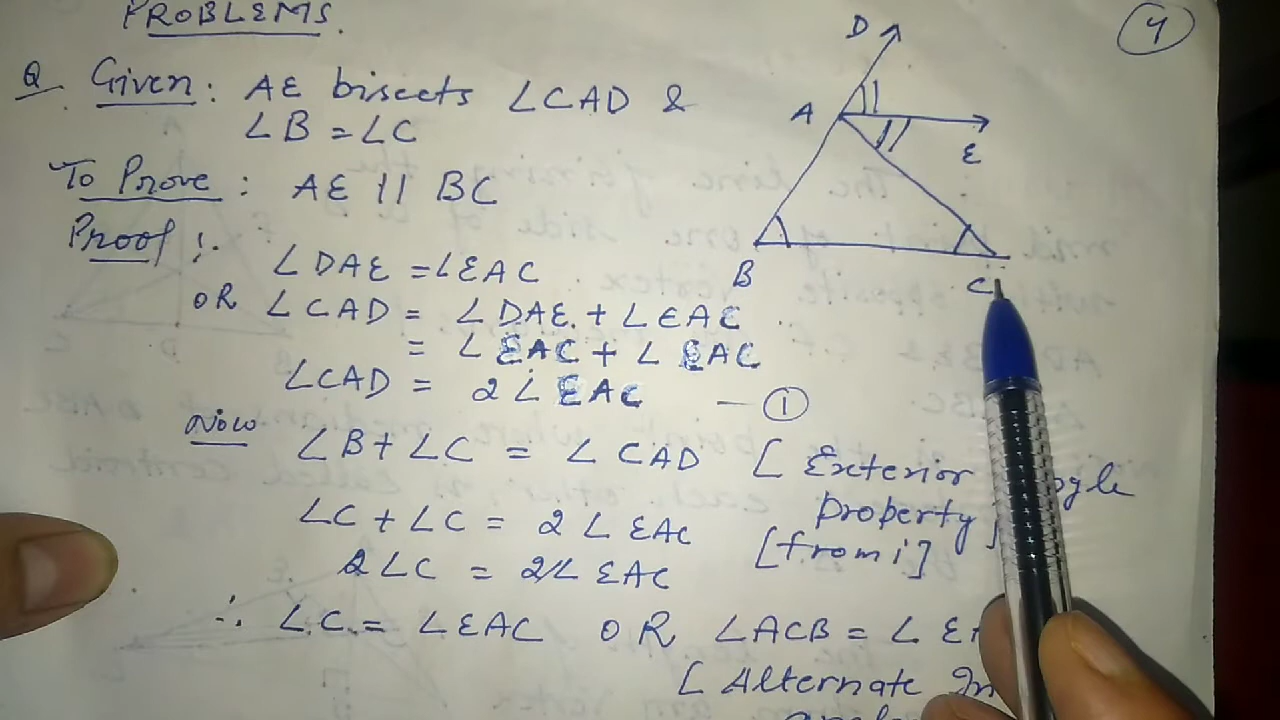 PROBLEMS.
4
Q. Given: AE bisects ∠CAD &
∠B = ∠C
To Prove: AE || BC
Proof:
∠DAE = ∠EAC
OR ∠CAD = ∠DAE + ∠EAC
= ∠EAC + ∠EAC
∠CAD = 2∠EAC — 1
Now ∠B + ∠C = ∠CAD [Exterior
Property]
∠C + ∠C = 2∠EAC [from i]
2∠C = 2∠EAC
∴ ∠C = ∠EAC OR ∠ACB =
[Alternate
D
A
E
B
C